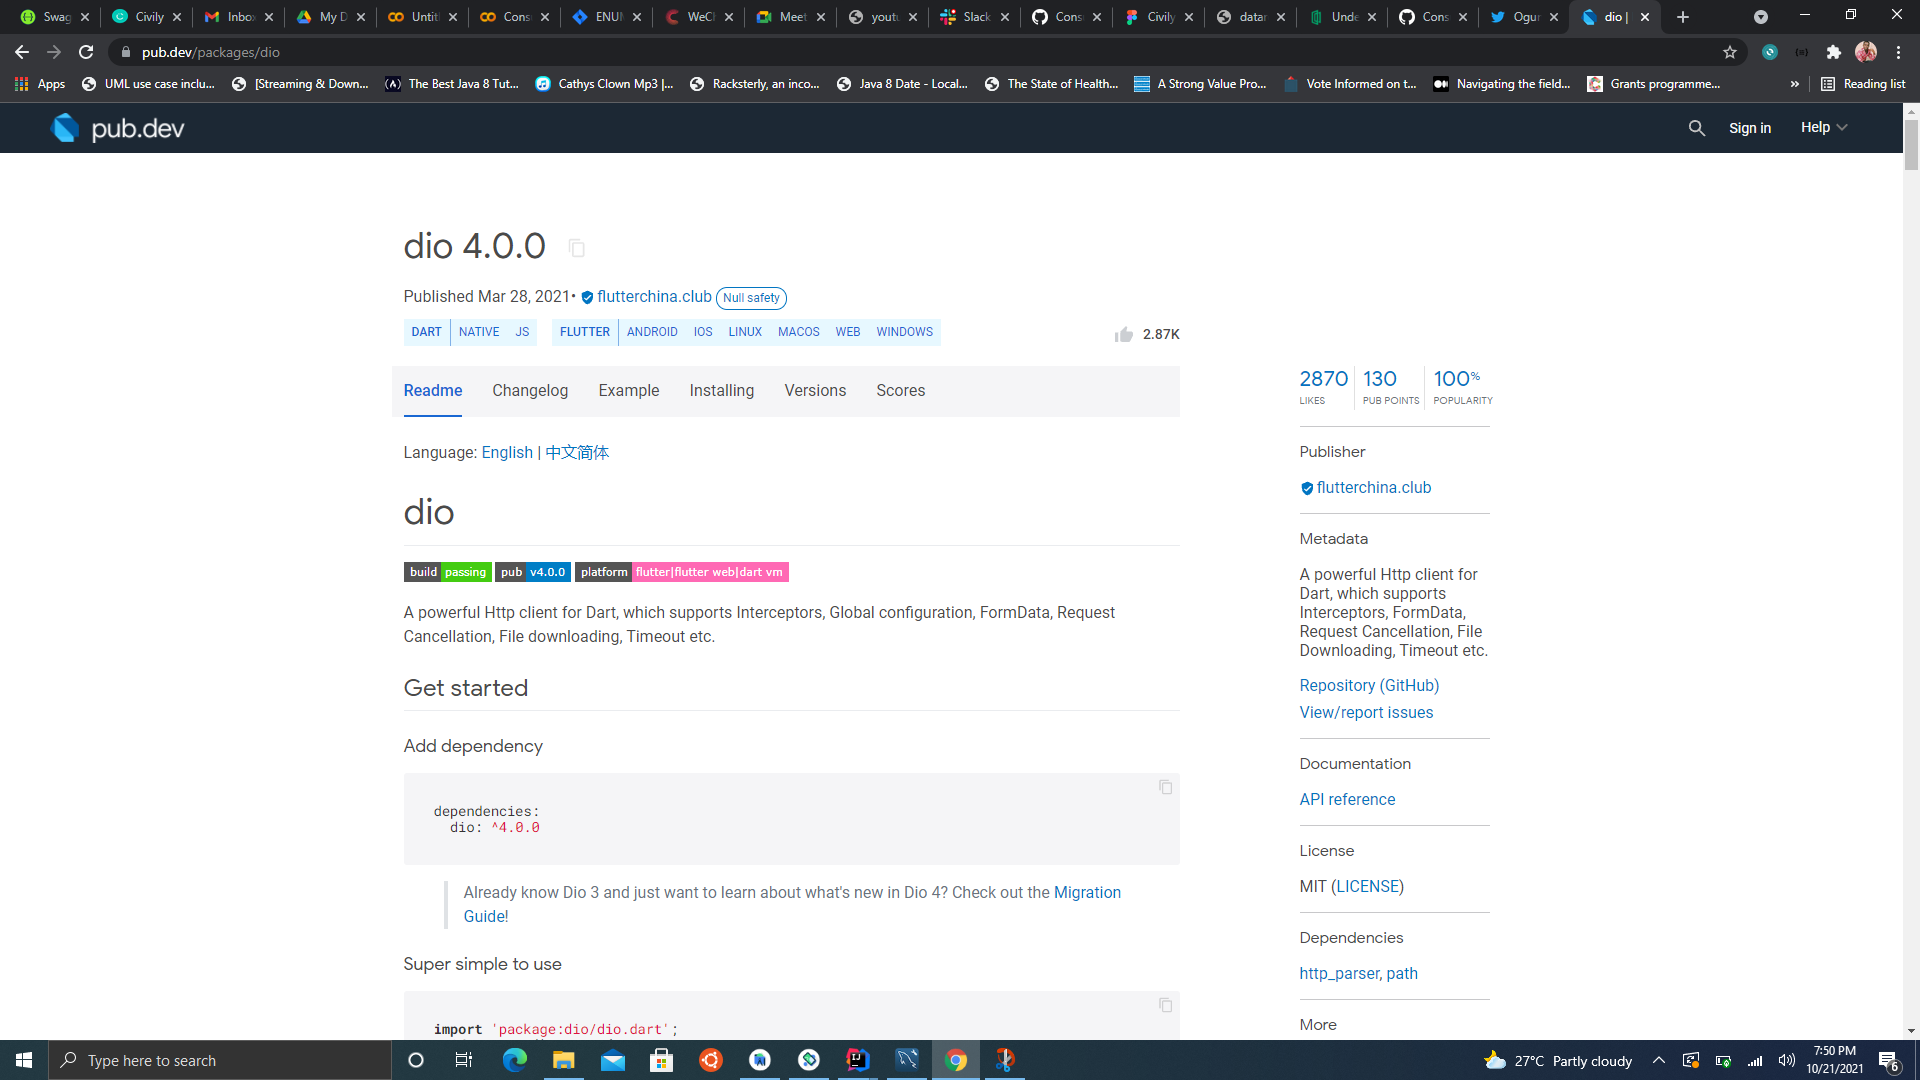 Swag
Civily
Inbo
My D
Untitl
Cons
ENUM
WeCh
Meet
youtu
Slack
Cons
Civily
datar
Unde
Cons
Ogun
dio |
pub.dev/packages/dio
Apps
UML use case inclu...
[Streaming & Down...
The Best Java 8 Tut...
Cathys Clown Mp3 |...
Racksterly, an inco...
Java 8 Date - Local...
The State of Health...
A Strong Value Pro...
Vote Informed on t...
Navigating the field...
Grants programme...
»
Reading list
pub.dev
Sign in
Help
dio 4.0.0
Published Mar 28, 2021• flutterchina.club Null safety
DART NATIVE JS FLUTTER ANDROID IOS LINUX MACOS WEB WINDOWS
2.87K
Readme Changelog Example Installing Versions Scores
Language: English | 中文简体
dio
build passing pub v4.0.0 platform flutter|flutter web|dart vm
A powerful Http client for Dart, which supports Interceptors, Global configuration, FormData, Request
Cancellation, File downloading, Timeout etc.
Get started
Add dependency
dependencies:
dio: ^4.0.0
Already know Dio 3 and just want to learn about what's new in Dio 4? Check out the Migration
Guide!
Super simple to use
import 'package:dio/dio.dart';
2870 130 100%
LIKES PUB POINTS POPULARITY
Publisher
flutterchina.club
Metadata
A powerful Http client for
Dart, which supports
Interceptors, FormData,
Request Cancellation, File
Downloading, Timeout etc.
Repository (GitHub)
View/report issues
Documentation
API reference
License
MIT (LICENSE)
Dependencies
http_parser, path
More
Type here to search
27°C Partly cloudy
7:50 PM
10/21/2021
6